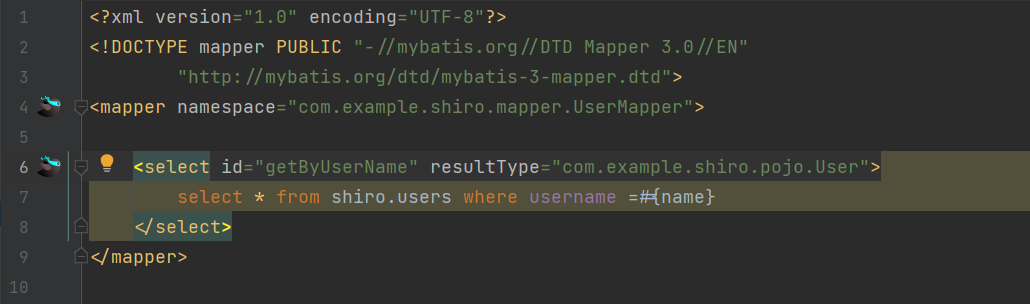 1 <?xml version="1.0" encoding="UTF-8"?>
2 <!DOCTYPE mapper PUBLIC "-//mybatis.org//DTD Mapper 3.0//EN"
3         "http://mybatis.org/dtd/mybatis-3-mapper.dtd">
4 <mapper namespace="com.example.shiro.mapper.UserMapper">
5
6     <select id="getByUserName" resultType="com.example.shiro.pojo.User">
7         select * from shiro.users where username =#{name}
8     </select>
9 </mapper>
10